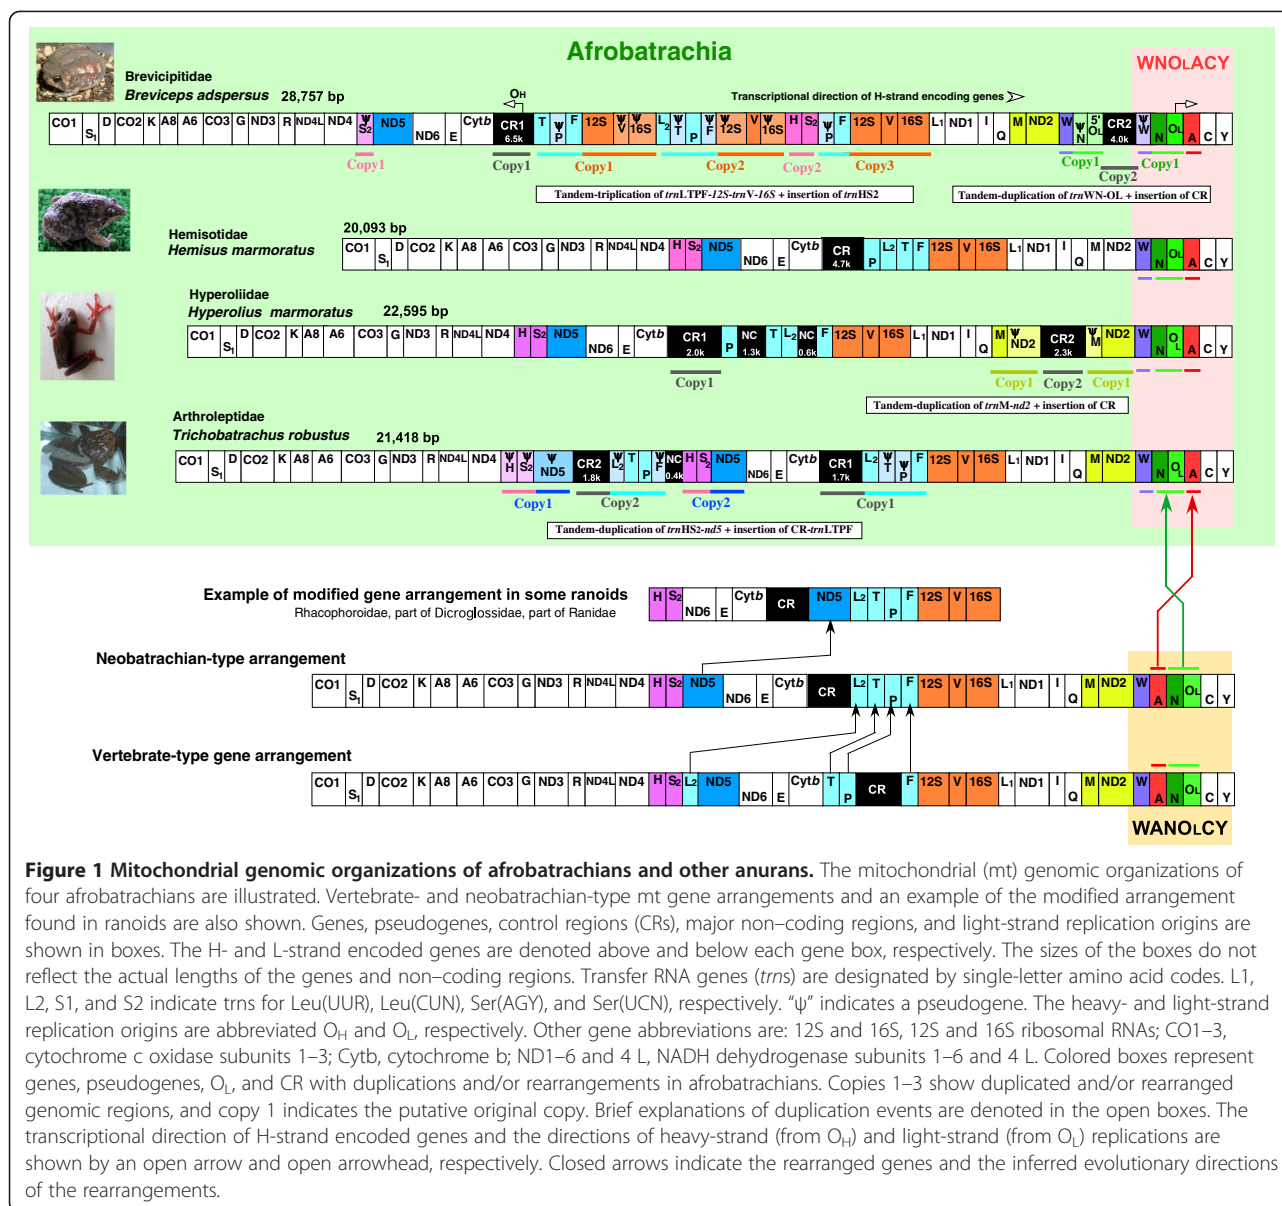 Afrobatrachia
WNOLACY
Brevicipitidae
Breviceps adspersus 28,757 bp
OH
Transcriptional direction of H-strand encoding genes
CO1 S1 D CO2 K A8 A6 CO3 G ND3 R ND4L ND4 Ψ S2 ND5 ND6 E Cytb CR1 6.5k T Ψ P F 12S Ψ V Ψ 16S L2 Ψ T P Ψ F Ψ 12S V Ψ 16S H S2 Ψ P F 12S V 16S L1 ND1 I Q M ND2 W Ψ N 5' OL CR2 4.0k Ψ W N OL A C Y
Copy1 Copy1 Copy1 Copy2 Copy2 Copy3 Copy1 Copy2 Copy1
Tandem-triplication of trnLTPF-12S-trnV-16S + insertion of trnHS2
Tandem-duplication of trnWN-OL + insertion of CR
Hemisotidae
Hemisus marmoratus
20,093 bp
CO1 S1 D CO2 K A8 A6 CO3 G ND3 R ND4L ND4 H S2 ND5 ND6 E Cytb CR 4.7k P L2 T F 12S V 16S L1 ND1 I Q M ND2 W N OL A C Y
Hyperoliidae
Hyperolius marmoratus 22,595 bp
CO1 S1 D CO2 K A8 A6 CO3 G ND3 R ND4L ND4 H S2 ND5 ND6 E Cytb CR1 2.0k P NC 1.3k T L2 NC 0.6k F 12S V 16S L1 ND1 I Q M Ψ ND2 CR2 2.3k Ψ M ND2 W N OL A C Y
Copy1 Copy1 Copy2 Copy1
Tandem-duplication of trnM-nd2 + insertion of CR
Arthroleptidae
Trichobatrachus robustus 21,418 bp
CO1 S1 D CO2 K A8 A6 CO3 G ND3 R ND4L ND4 Ψ H Ψ S2 Ψ ND5 CR2 1.8k Ψ L2 T P Ψ F NC 0.4k H S2 ND5 ND6 E Cytb CR1 1.7k L2 Ψ T Ψ P F 12S V 16S L1 ND1 I Q M ND2 W N OL A C Y
Copy1 Copy2 Copy2 Copy1
Tandem-duplication of trnHS2-nd5 + insertion of CR-trnLTPF
Example of modified gene arrangement in some ranoids
Rhacophoroidae, part of Dicroglossidae, part of Ranidae
H S2 ND6 E Cytb CR ND5 L2 T P F 12S V 16S
Neobatrachian-type arrangement
CO1 S1 D CO2 K A8 A6 CO3 G ND3 R ND4L ND4 H S2 ND5 ND6 E Cytb CR L2 T P F 12S V 16S L1 ND1 I Q M ND2 W A N OL C Y
Vertebrate-type gene arrangement
CO1 S1 D CO2 K A8 A6 CO3 G ND3 R ND4L ND4 H S2 L2 ND5 ND6 E Cytb T P CR F 12S V 16S L1 ND1 I Q M ND2 W A N OL C Y
WANOLCY
Figure 1 Mitochondrial genomic organizations of afrobatrachians and other anurans. The mitochondrial (mt) genomic organizations of
four afrobatrachians are illustrated. Vertebrate- and neobatrachian-type mt gene arrangements and an example of the modified arrangement
found in ranoids are also shown. Genes, pseudogenes, control regions (CRs), major non–coding regions, and light-strand replication origins are
shown in boxes. The H- and L-strand encoded genes are denoted above and below each gene box, respectively. The sizes of the boxes do not
reflect the actual lengths of the genes and non–coding regions. Transfer RNA genes (trns) are designated by single-letter amino acid codes. L1,
L2, S1, and S2 indicate trns for Leu(UUR), Leu(CUN), Ser(AGY), and Ser(UCN), respectively. “ψ” indicates a pseudogene. The heavy- and light-strand
replication origins are abbreviated OH and OL, respectively. Other gene abbreviations are: 12S and 16S, 12S and 16S ribosomal RNAs; CO1–3,
cytochrome c oxidase subunits 1–3; Cytb, cytochrome b; ND1–6 and 4 L, NADH dehydrogenase subunits 1–6 and 4 L. Colored boxes represent
genes, pseudogenes, OL, and CR with duplications and/or rearrangements in afrobatrachians. Copies 1–3 show duplicated and/or rearranged
genomic regions, and copy 1 indicates the putative original copy. Brief explanations of duplication events are denoted in the open boxes. The
transcriptional direction of H-strand encoded genes and the directions of heavy-strand (from OH) and light-strand (from OL) replications are
shown by an open arrow and open arrowhead, respectively. Closed arrows indicate the rearranged genes and the inferred evolutionary directions
of the rearrangements.